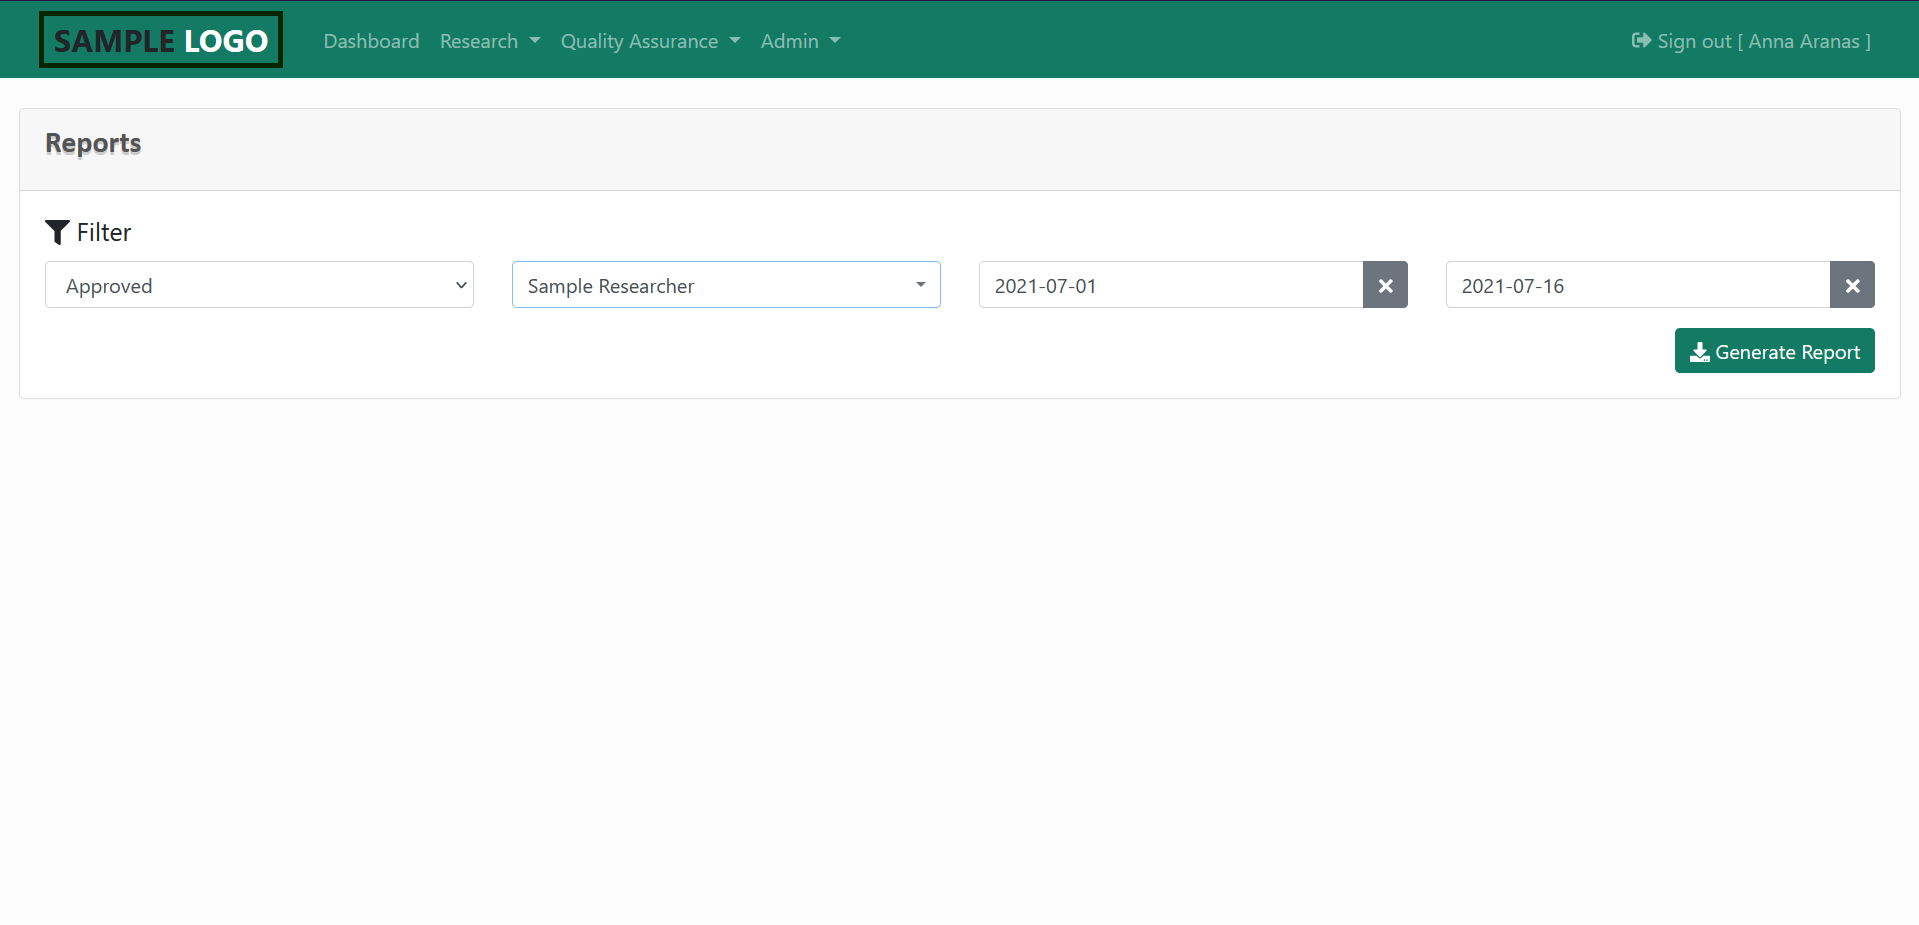 SAMPLE LOGO Dashboard Research Quality Assurance Admin Sign out [ Anna Aranas ]
Reports
Filter
Approved Sample Researcher 2021-07-01 2021-07-16
Generate Report